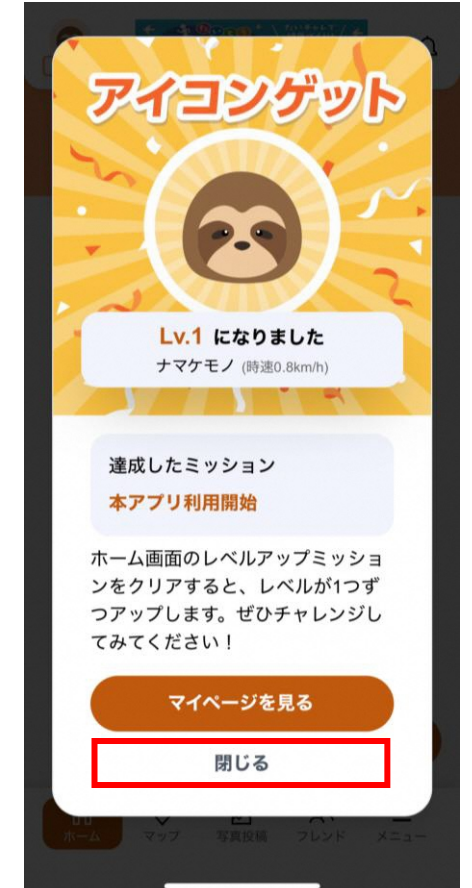 アイコンゲット
Lv.1 になりました
ナマケモノ (時速0.8km/h)
達成したミッション
本アプリ利用開始
ホーム画面のレベルアップミッショ
ンをクリアすると、レベルが1つず
つアップします。ぜひチャレンジし
てみてください！
マイページを見る
閉じる
ホーム マップ 写真投稿 フレンド メニュー